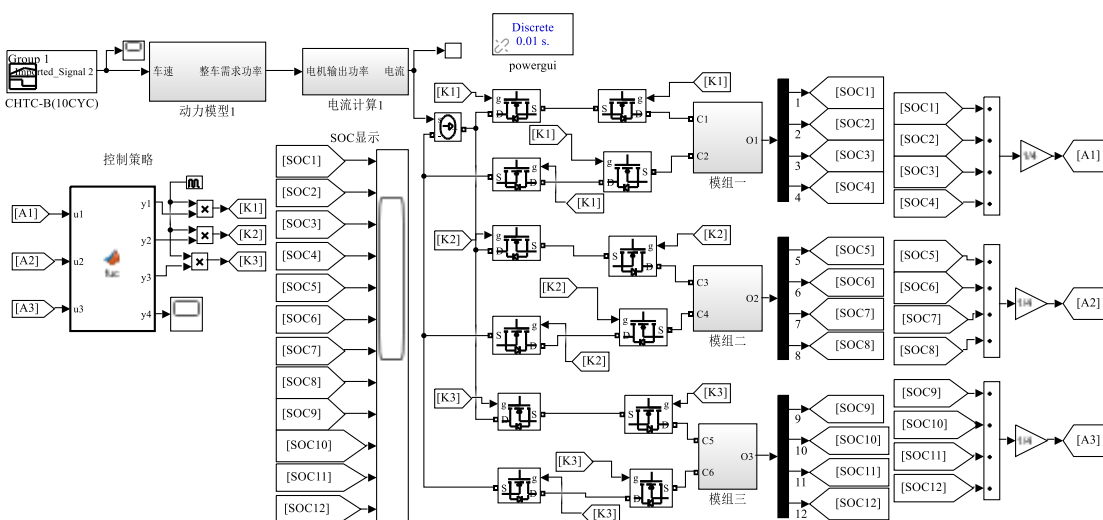 Group 1
Imported_Signal 2
CHTC-B(10CYC)
车速 整车需求功率
动力模型1
电机输出功率 电流
电流计算1
Discrete
0.01 s.
powergui
控制策略
[A1]
[A2]
[A3]
u1
u2
u3
fuc
y1
y2
y3
y4
[K1]
[K2]
[K3]
SOC显示
[SOC1]
[SOC2]
[SOC3]
[SOC4]
[SOC5]
[SOC6]
[SOC7]
[SOC8]
[SOC9]
[SOC10]
[SOC11]
[SOC12]
[K1]
g
D S
[K1]
g
S D
[K1]
g
S D
S
g
D
[K1]
C1
C2
O1
模组一
1
2
3
4
[SOC1]
[SOC2]
[SOC3]
[SOC4]
[SOC1]
[SOC2]
[SOC3]
[SOC4]
1/4
[A1]
[K2]
g
D S
[K2]
g
S D
[K2]
g
D S
g
S D
[K2]
C3
C4
O2
模组二
5
6
7
8
[SOC5]
[SOC6]
[SOC7]
[SOC8]
[SOC5]
[SOC6]
[SOC7]
[SOC8]
1/4
[A2]
[K3]
g
D S
[K3]
g
S D
[K3]
g
D S
g
S D
[K3]
C5
C6
O3
模组三
9
10
11
12
[SOC9]
[SOC10]
[SOC11]
[SOC12]
[SOC9]
[SOC10]
[SOC11]
[SOC12]
1/4
[A3]